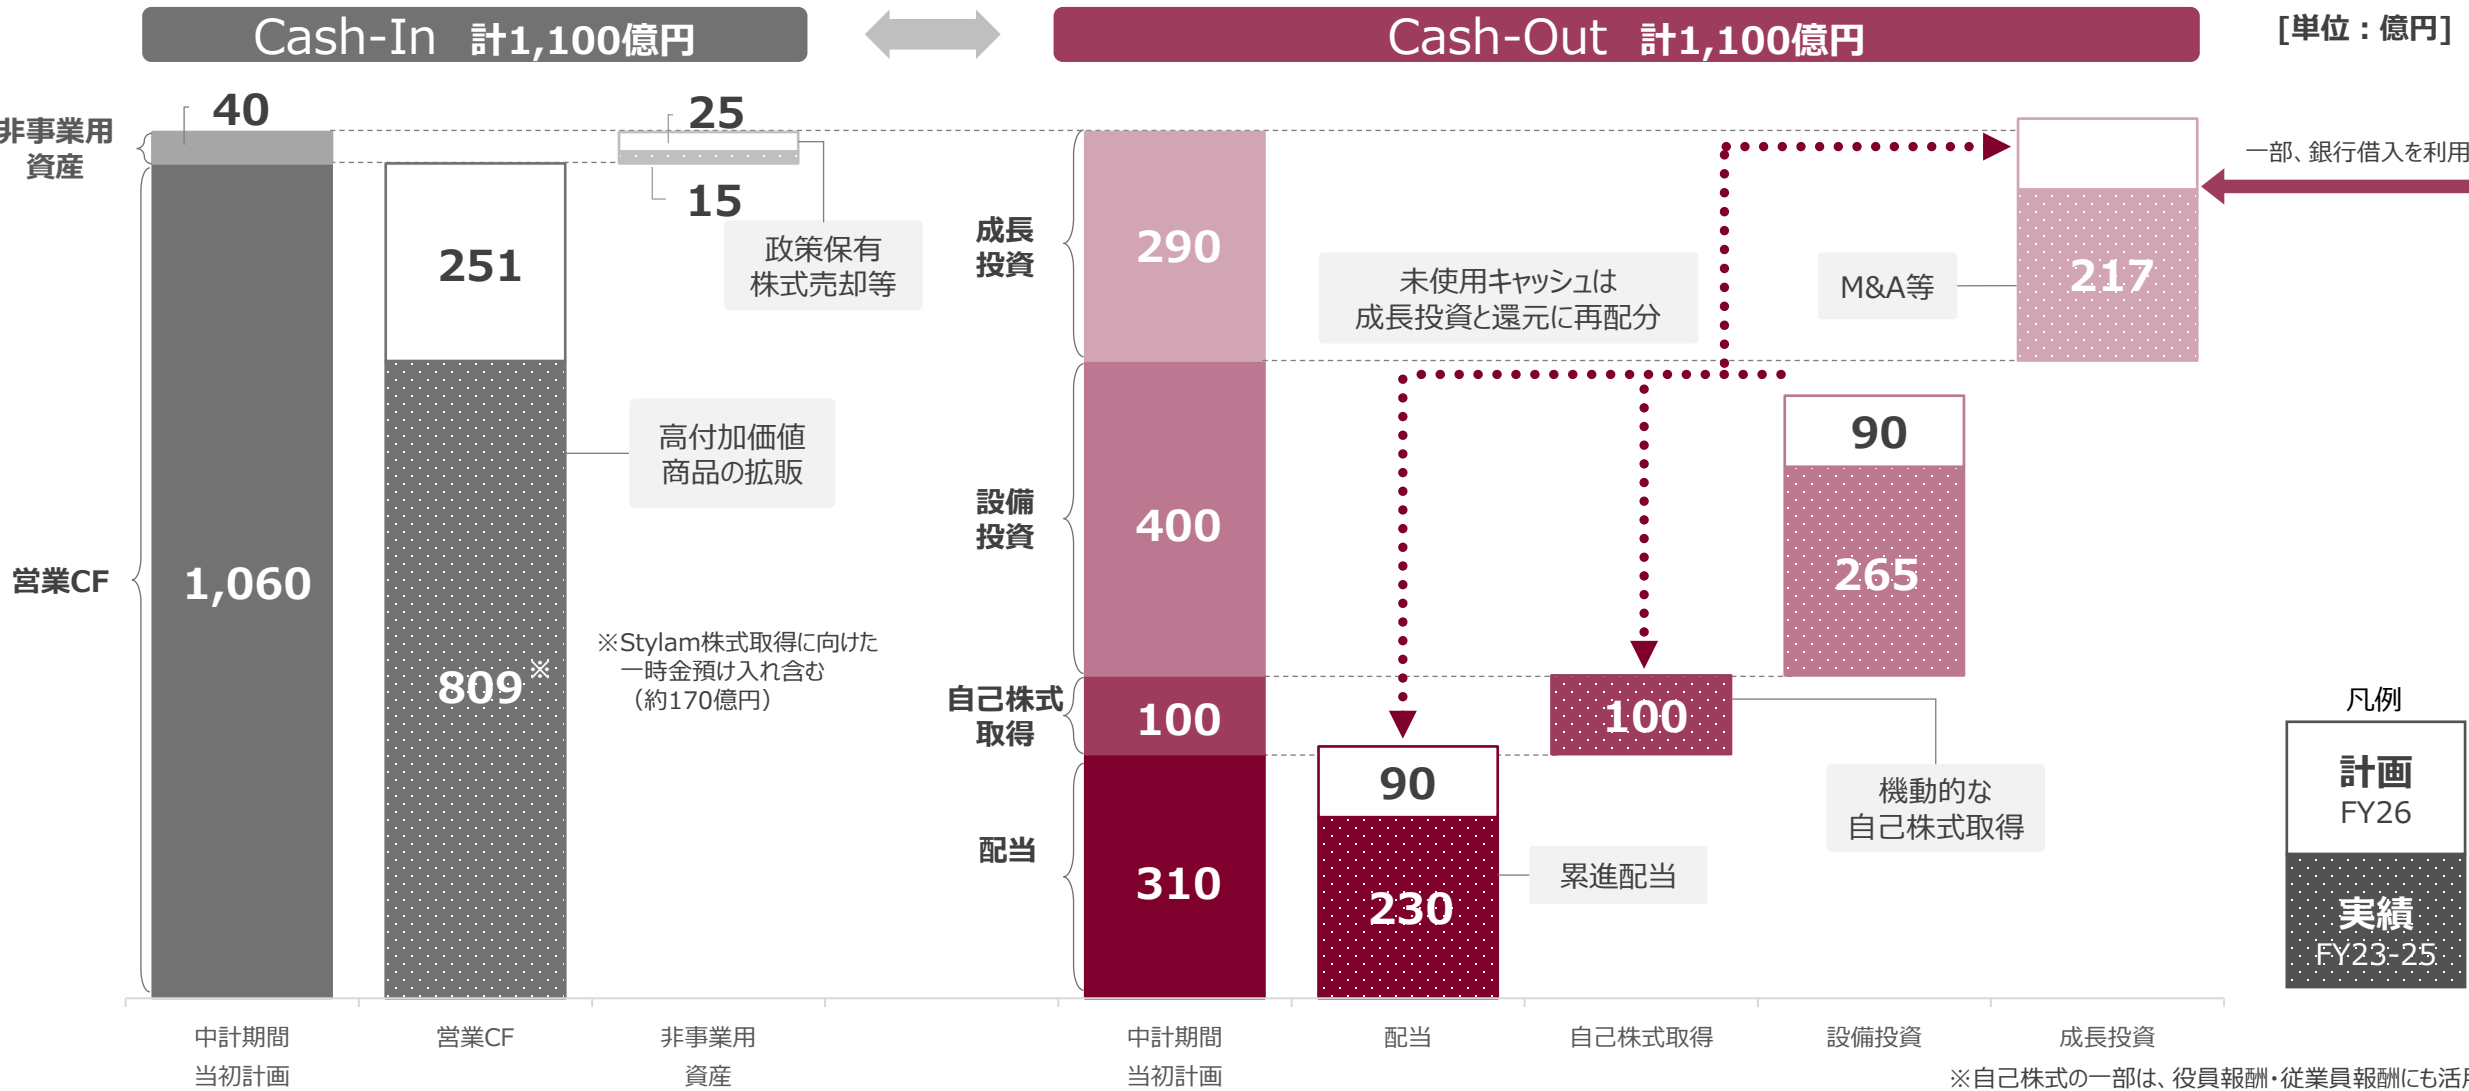 Cash-In 計1,100億円
Cash-Out 計1,100億円
[単位：億円]
非事業用
資産
40
25
15
政策保有
株式売却等
251
高付加価値
商品の拡販
営業CF
1,060
809※
※Stylam株式取得に向けた
一時金預け入れ含む
（約170億円）
成長
投資
290
設備
投資
400
自己株式
取得
100
配当
310
未使用キャッシュは
成長投資と還元に再配分
M&A等
217
一部、銀行借入を利用
90
265
100
機動的な
自己株式取得
90
230
累進配当
凡例
計画
FY26
実績
FY23-25
中計期間
当初計画
営業CF
非事業用
資産
中計期間
当初計画
配当
自己株式取得
設備投資
成長投資
※自己株式の一部は、役員報酬・従業員報酬にも活用